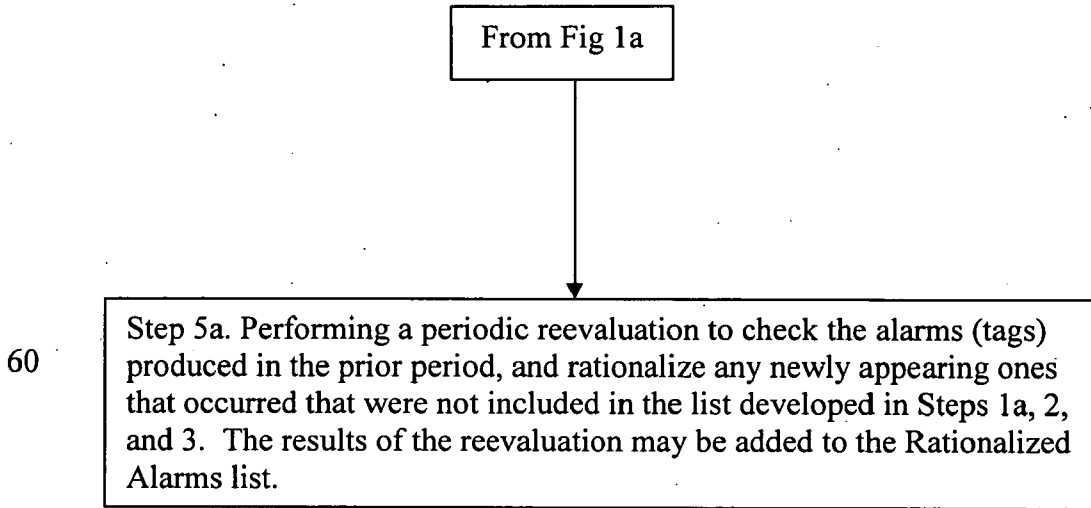 From Fig 1a
60
Step 5a. Performing a periodic reevaluation to check the alarms (tags)
produced in the prior period, and rationalize any newly appearing ones
that occurred that were not included in the list developed in Steps 1a, 2,
and 3. The results of the reevaluation may be added to the Rationalized
Alarms list.